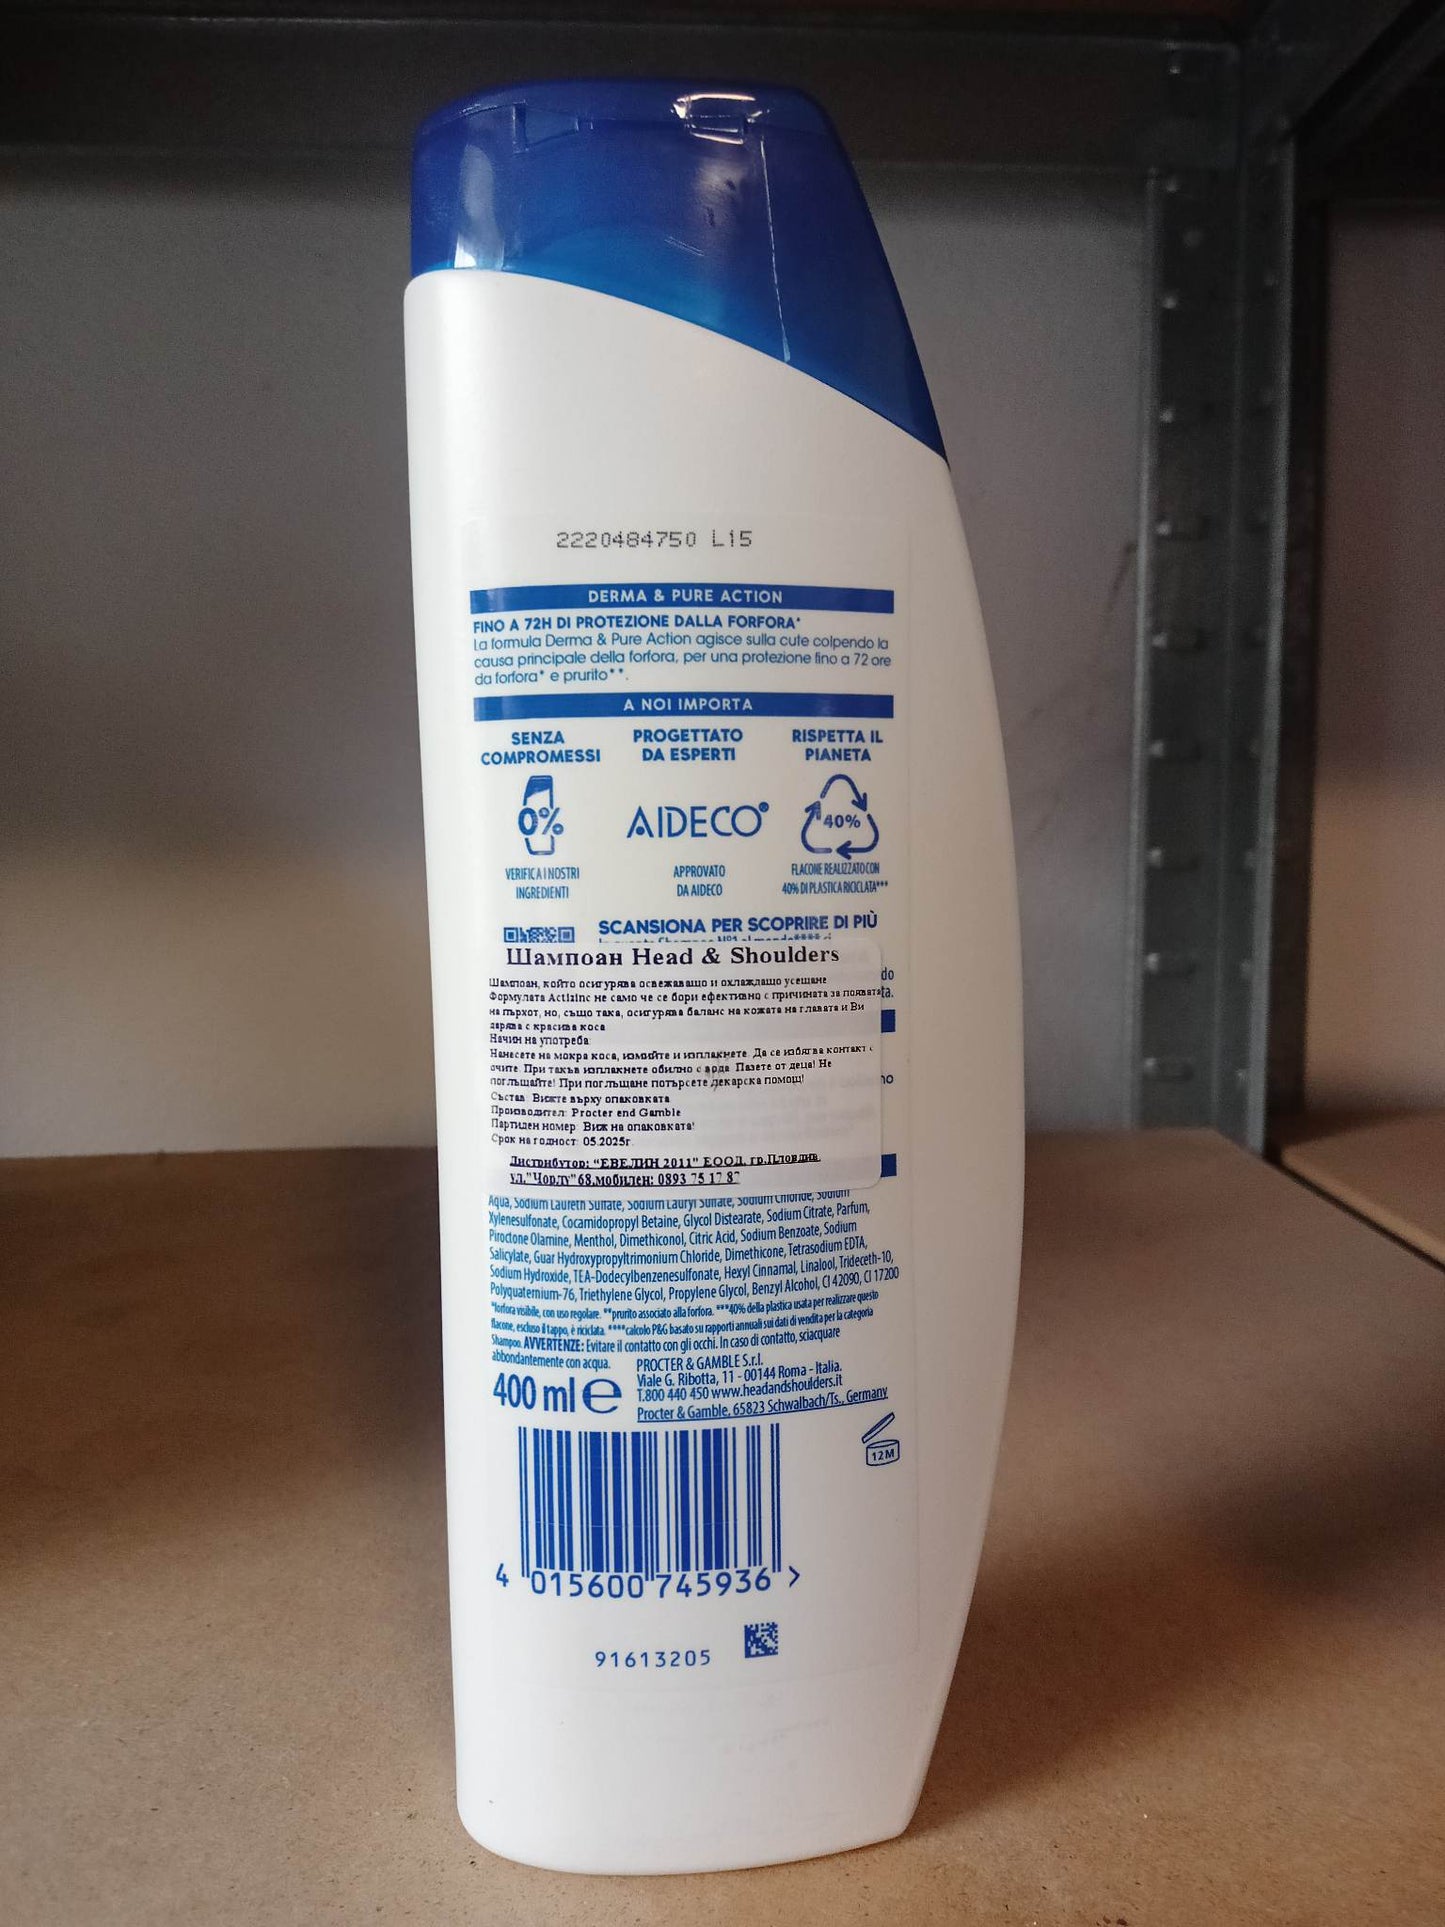 2220484750 L15
DERMA & PURE ACTION
FINO A 72H DI PROTEZIONE DALLA FORFORA*
La formula Derma & Pure Action agisce sulla cute colpendo la
causa principale della forfora, per una protezione fino a 72 ore
da forfora* e prurito**.
A NOI IMPORTA
SENZA
COMPROMESSI
PROGETTATO
DA ESPERTI
RISPETTA IL
PIANETA
0%
AIDECO
40%
VERIFICA I NOSTRI
INGREDIENTI
APPROVATO
DA AIDECO
FLACONE REALIZZATO CON
40% DI PLASTICA RICICLATA***
SCANSIONA PER SCOPRIRE DI PIÙ
Шампоан Head & Shoulders
Шампоан, който осигурява освежаващо и охлаждащо усещане
Формулата Actizinc не само че се бори ефективно с причината за появата
на пърхот, но, също така, осигурява баланс на кожата на главата и Ви
дарява с красива коса
Начин на употреба:
Нанесете на мокра коса, измийте и изплакнете. Да се избягва контакт с
очите. При такъв изплакнете обилно с вода. Пазете от деца! Не
поглъщайте! При поглъщане потърсете лекарска помощ!
Състав: Вижте върху опаковката
Производител: Procter end Gamble
Партиден номер: Виж на опаковката!
Срок на годност: 05.2025г.
Дистрибутор: "ЕВЕЛИН 2011" ЕООД, гр.Пловдив,
ул."Чорлу"68,мобилен: 0893 75 17 87
Aqua, Sodium Laureth Sulfate, Sodium Lauryl Sulfate, Sodium Chloride, Sodium
Xylenesulfonate, Cocamidopropyl Betaine, Glycol Distearate, Sodium Citrate, Parfum,
Piroctone Olamine, Menthol, Dimethiconol, Citric Acid, Sodium Benzoate, Sodium
Salicylate, Guar Hydroxypropyltrimonium Chloride, Dimethicone, Tetrasodium EDTA,
Sodium Hydroxide, TEA-Dodecylbenzenesulfonate, Hexyl Cinnamal, Linalool, Trideceth-10,
Polyquaternium-76, Triethylene Glycol, Propylene Glycol, Benzyl Alcohol, CI 42090, CI 17200
*forfora visibile, con uso regolare. **prurito associato alla forfora. ***40% della plastica usata per realizzare questo
flacone, escluso il tappo, è riciclata. ****calcolo P&G basato su rapporti annuali sui dati di vendita per la categoria
Shampoo. AVVERTENZE: Evitare il contatto con gli occhi. In caso di contatto, sciacquare
abbondantemente con acqua.
PROCTER & GAMBLE S.r.l.
Viale G. Ribotta, 11 - 00144 Roma - Italia.
T.800 440 450 www.headandshoulders.it
Procter & Gamble, 65823 Schwalbach/Ts., Germany
400 ml e
12M
4 015600 745936 >
91613205